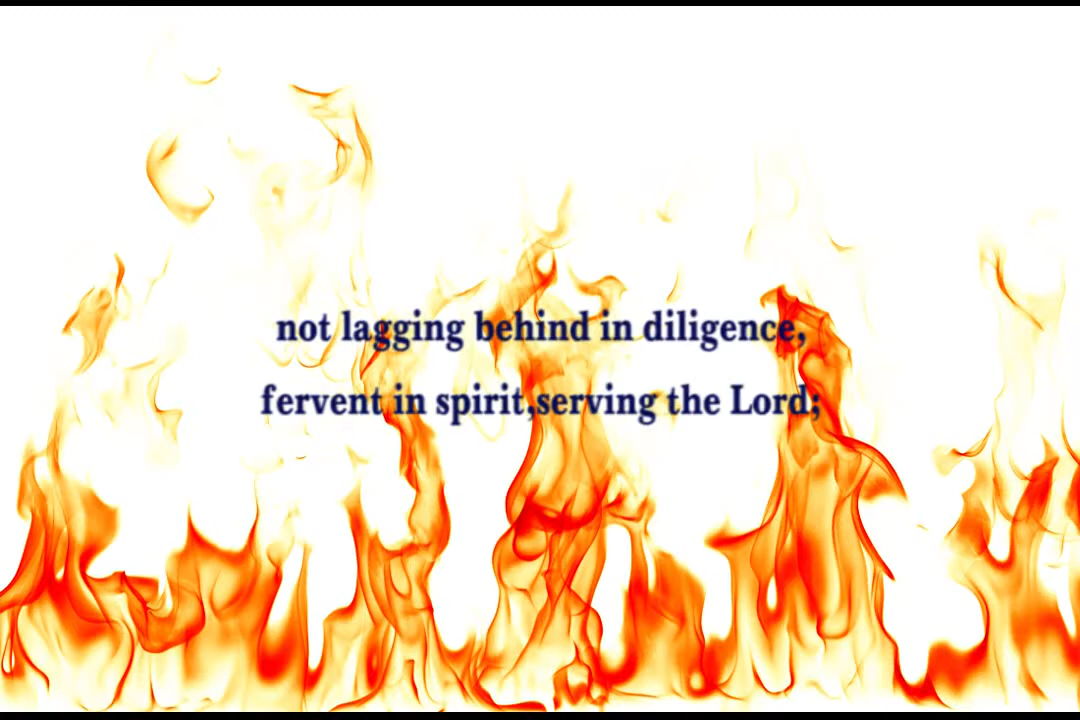 not lagging behind in diligence,
fervent in spirit,serving the Lord;